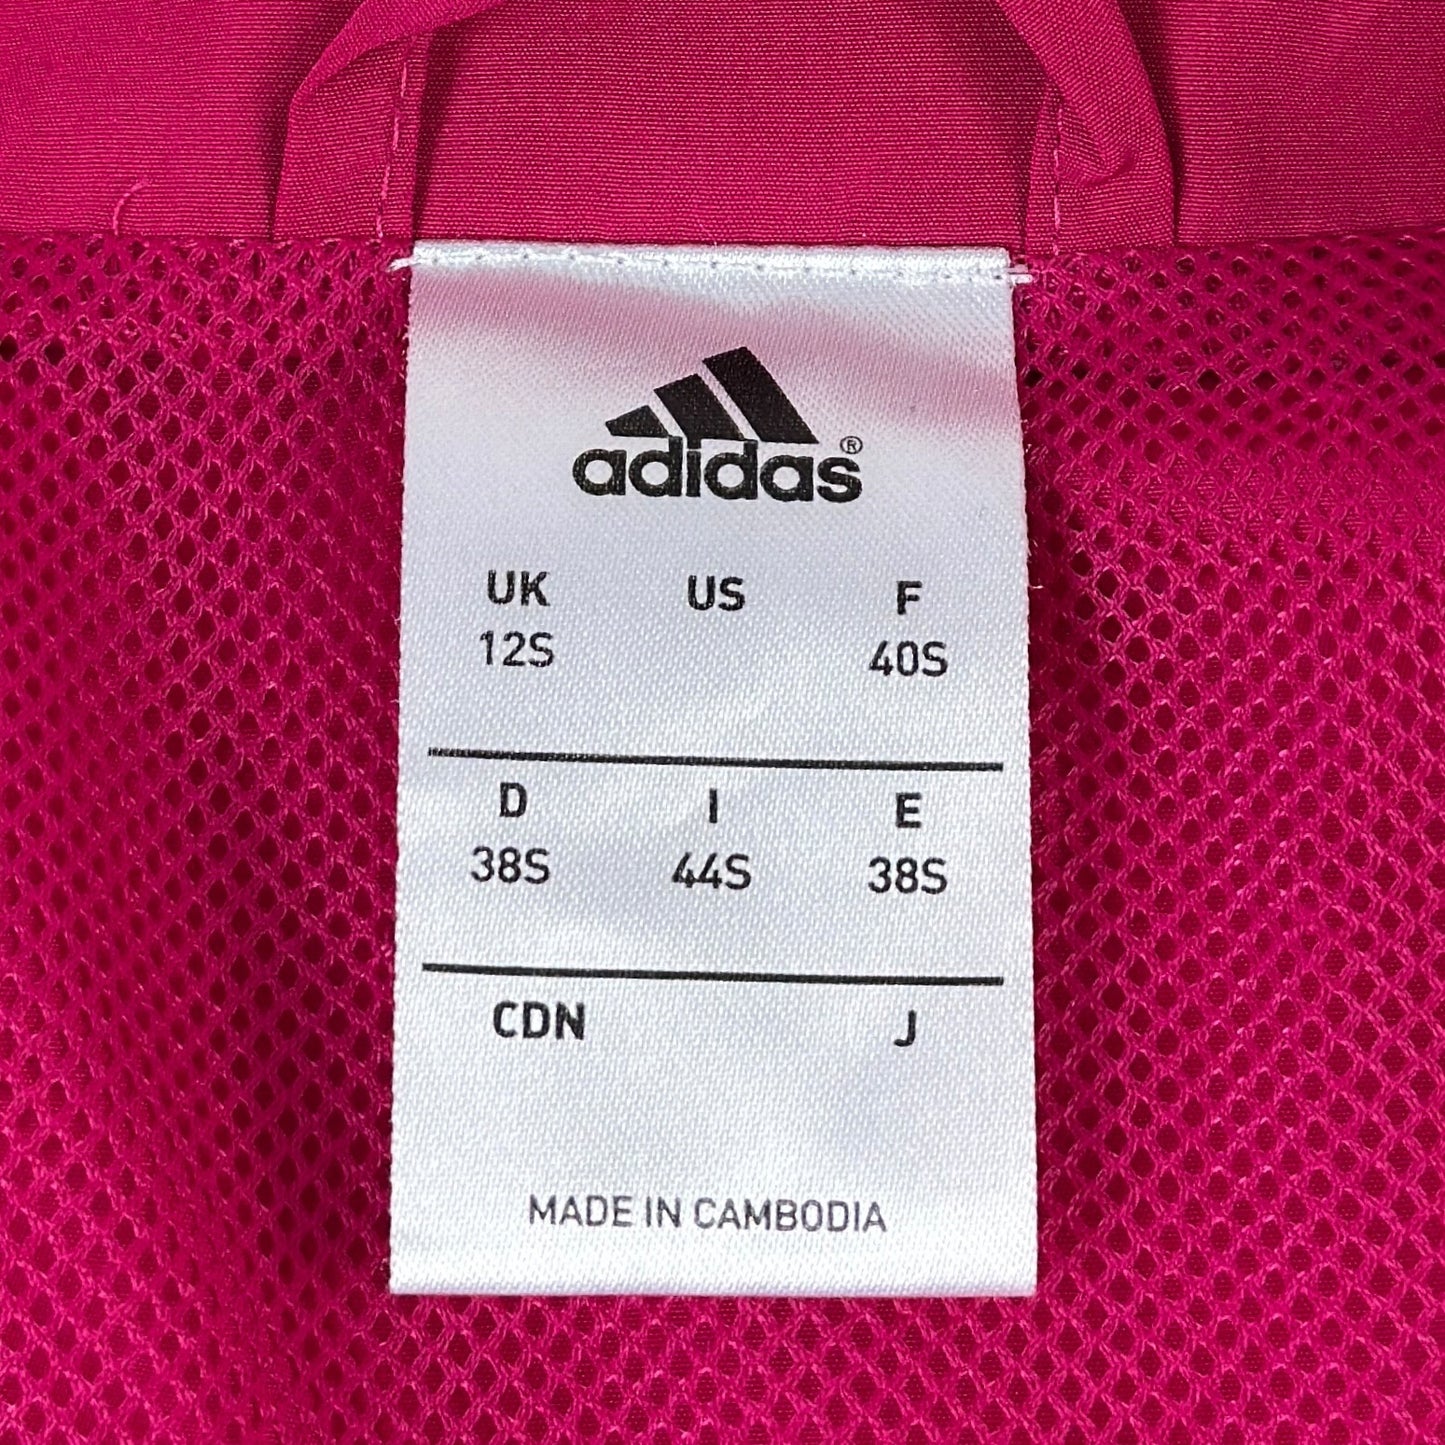 adidas®
UK US F
12S 40S
D I E
38S 44S 38S
CDN J
MADE IN CAMBODIA